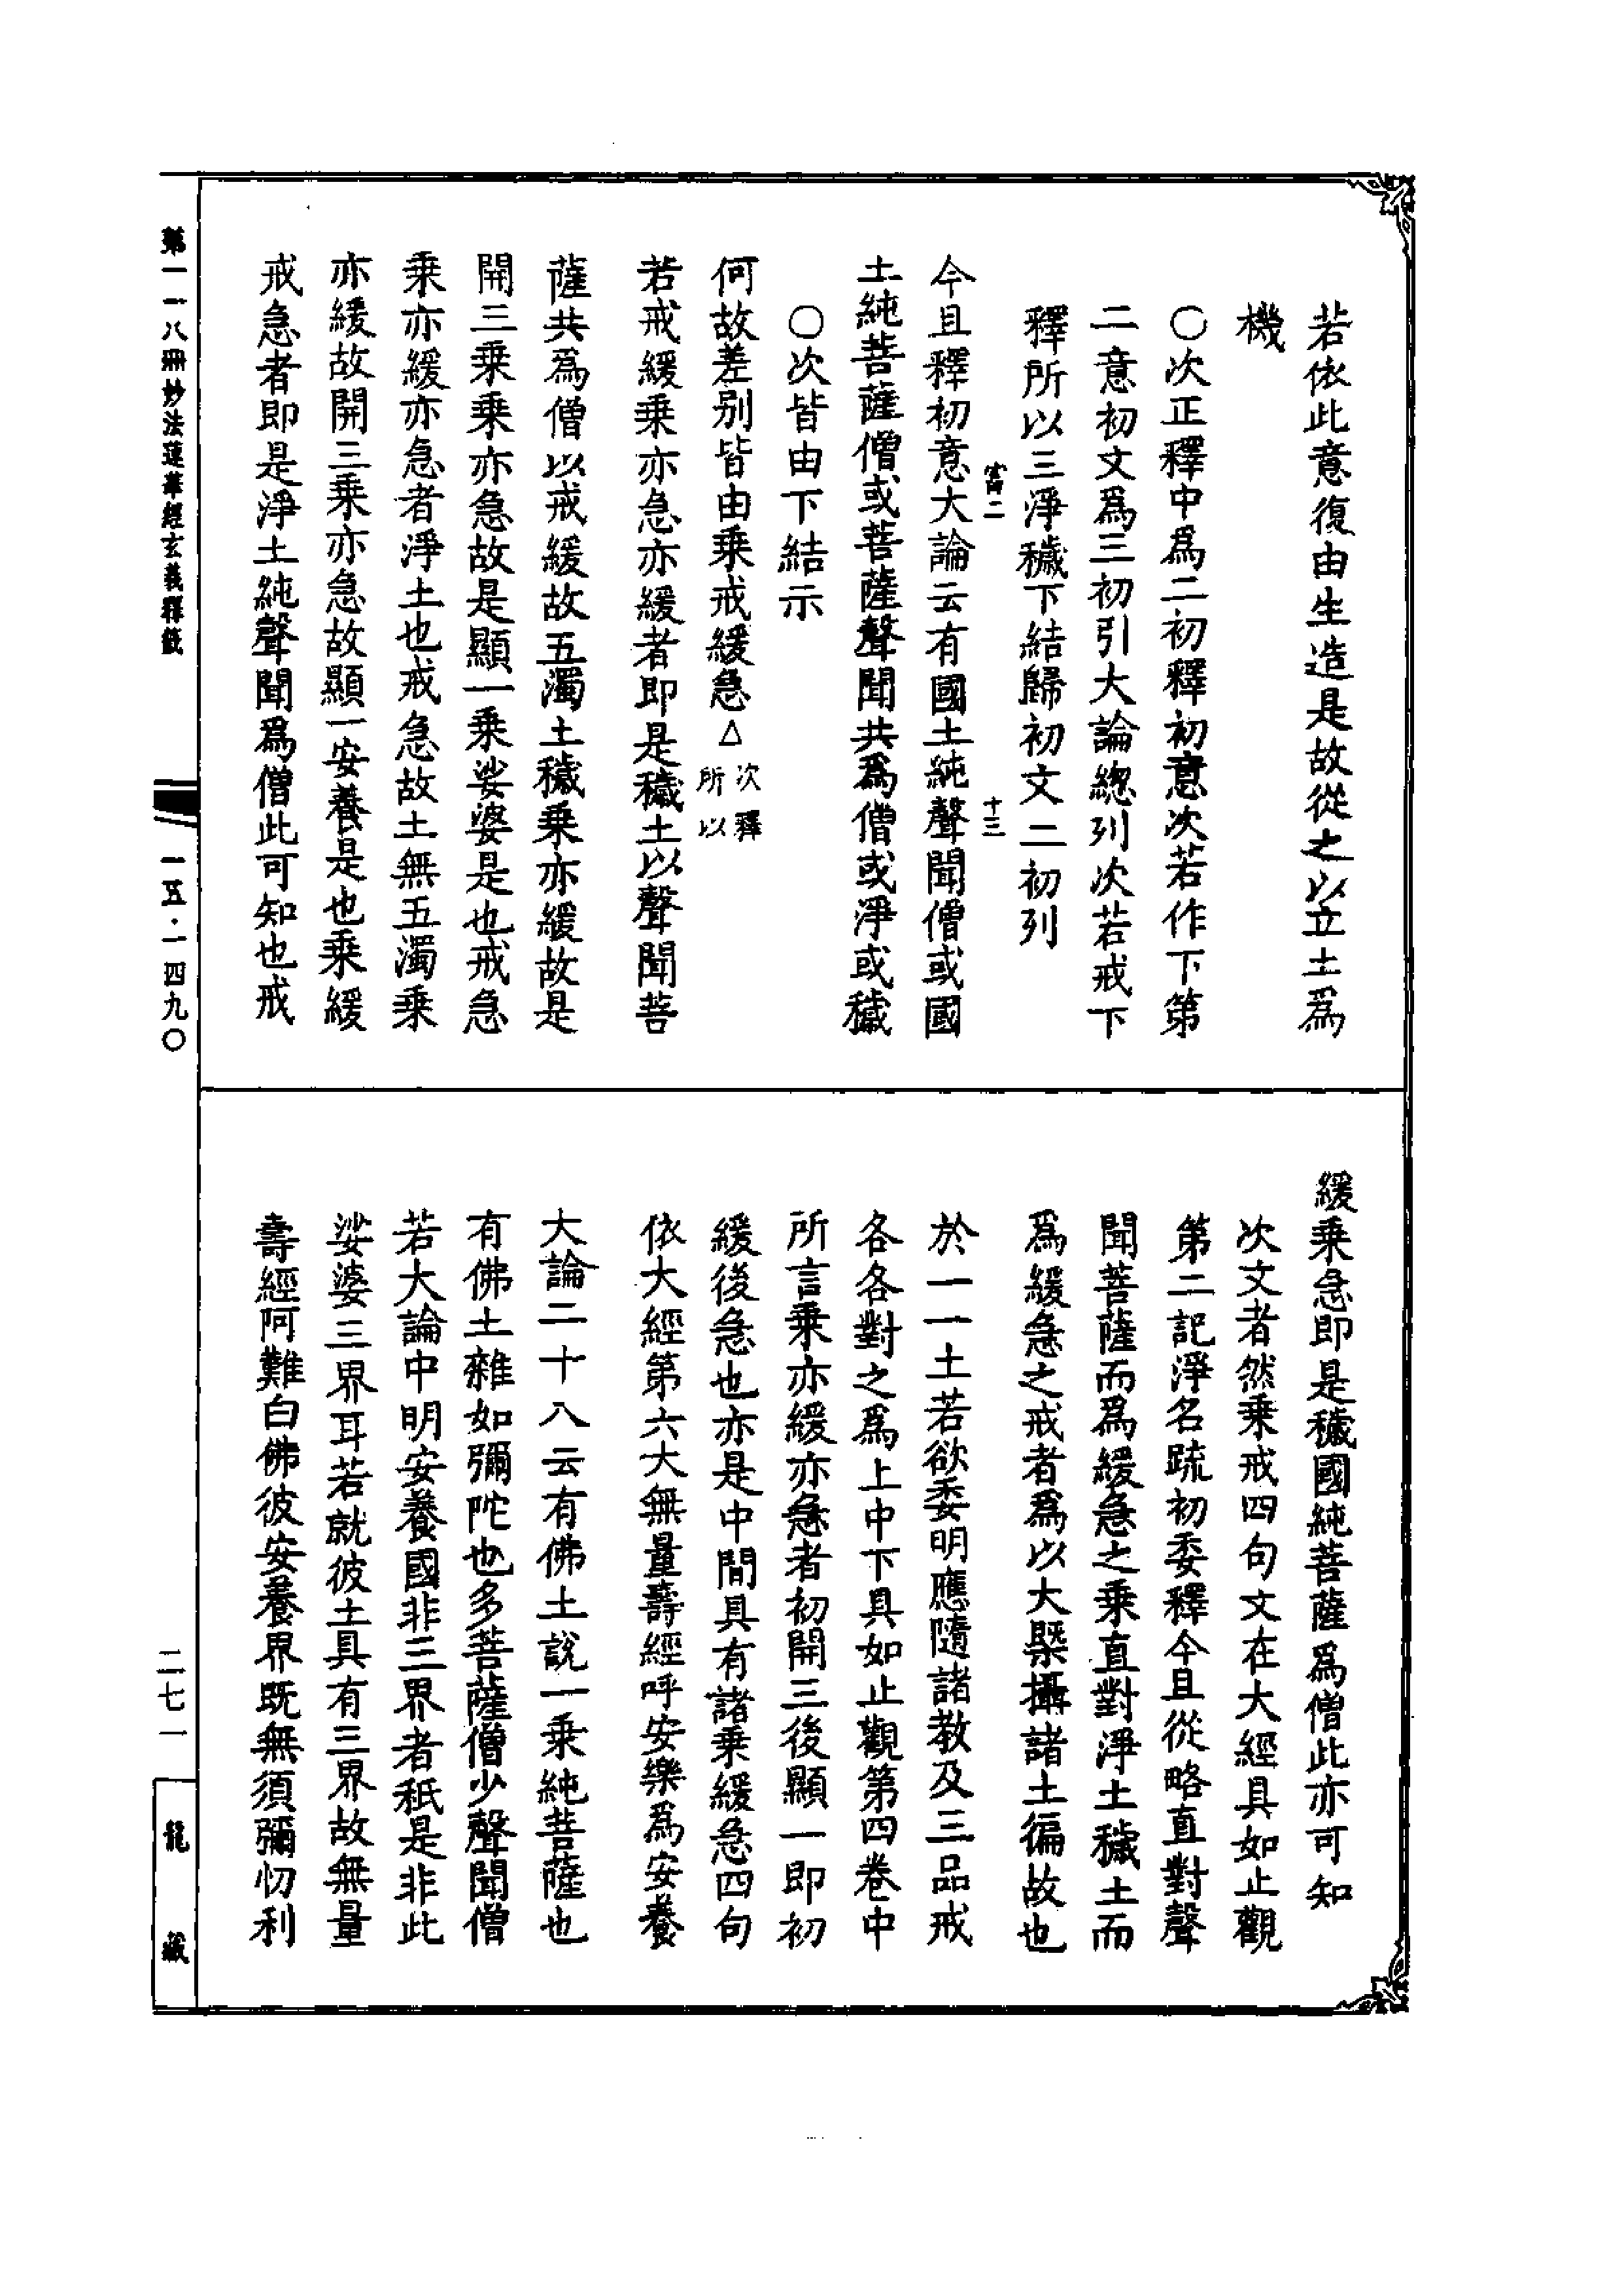 若依此意復由生造是故從之以立土爲
機
〇次正釋中爲二初釋初意次若作下第
二意初文爲三初引大論總列次若戒下
釋所以三淨穢下結歸初文二初列
十三
今且釋初意大論云有國土純聲聞僧或國
土純菩薩僧或菩薩聲聞共爲僧或淨或穢
〇次皆由下結示
何故差別皆由乘戒緩急△次釋所以
若戒緩乘亦急亦緩者即是穢土以聲聞菩
薩共爲僧以戒緩故五濁土穢乘亦緩故是
開三乘乘亦急故是顯一乘娑婆是也戒急
乘亦緩亦急者淨土也戒急故土無五濁乘
亦緩故開三乘亦急故顯一安養是也乘緩
戒急者即是淨土純聲聞爲僧此可知也戒
緩乘急即是穢國純菩薩爲僧此亦可知
次文者然乘戒四句文在大經具如止觀
第二記淨名疏初委釋今且從略直對聲
聞菩薩而爲緩急之乘直對淨土穢土而
爲緩急之戒者爲以大槩攝諸土徧故也
於一一土若欲委明應隨諸教及三品戒
各各對之爲上中下具如止觀第四卷中
所言乘亦緩亦急者初開三後顯一即初
緩後急也亦是中間具有諸乘緩急四句
依大經第六大無量壽經呼安樂爲安養
大論二十八云有佛土說一乘純菩薩也
有佛土雜如彌陀也多菩薩僧少聲聞僧
若大論中明安養國非三界者秖是非此
娑婆三界耳若就彼土具有三界故無量
壽經阿難白佛彼安養界既無須彌忉利
第一一八冊妙法蓮華經玄義釋籤
一五·一四九〇
二七一
龍藏